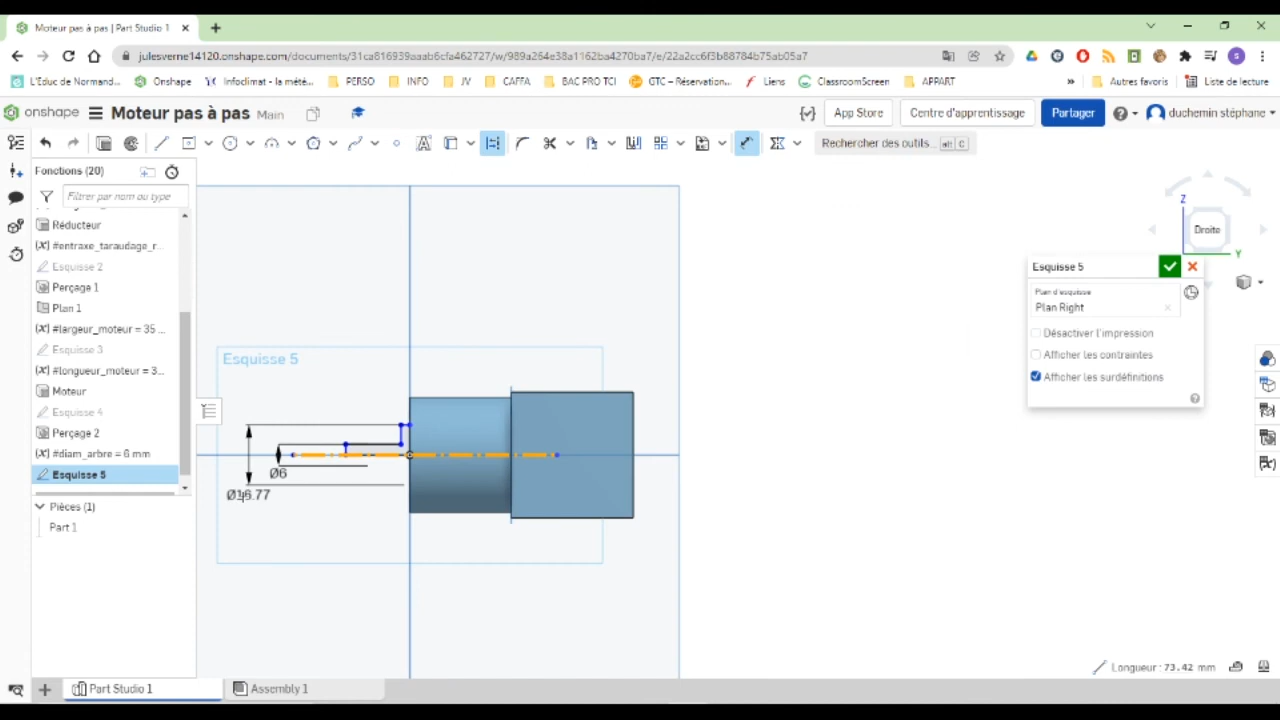 Moteur pas à pas | Part Studio 1
julesverne14120.onshape.com/documents/31ca816939aaab6cfa462727/w/989a264e38a1162ba4270ba7/e/22a2cc6f3b88784b75ab05a7
L'Éduc de Normand... Onshape Infoclimat - la mété... PERSO INFO JV CAFFA BAC PRO TCI GTC – Réservation... Liens ClassroomScreen APPART » Autres favoris Liste de lecture
onshape Moteur pas à pas Main App Store Centre d'apprentissage Partager duchemin stéphane
Rechercher des outils... alt C
Fonctions (20)
Filtrer par nom ou type
Réducteur
#entraxe_taraudage_r...
Esquisse 2
Perçage 1
Plan 1
#largeur_moteur = 35 ...
Esquisse 3
#longueur_moteur = 3...
Moteur
Esquisse 4
Perçage 2
#diam_arbre = 6 mm
Esquisse 5
Pièces (1)
Part 1
Esquisse 5
Ø6
Ø16.77
Z
Droite
Y
Esquisse 5
Plan d'esquisse
Plan Right
Désactiver l'impression
Afficher les contraintes
Afficher les surdéfinitions
Longueur : 73.42 mm
Part Studio 1
Assembly 1